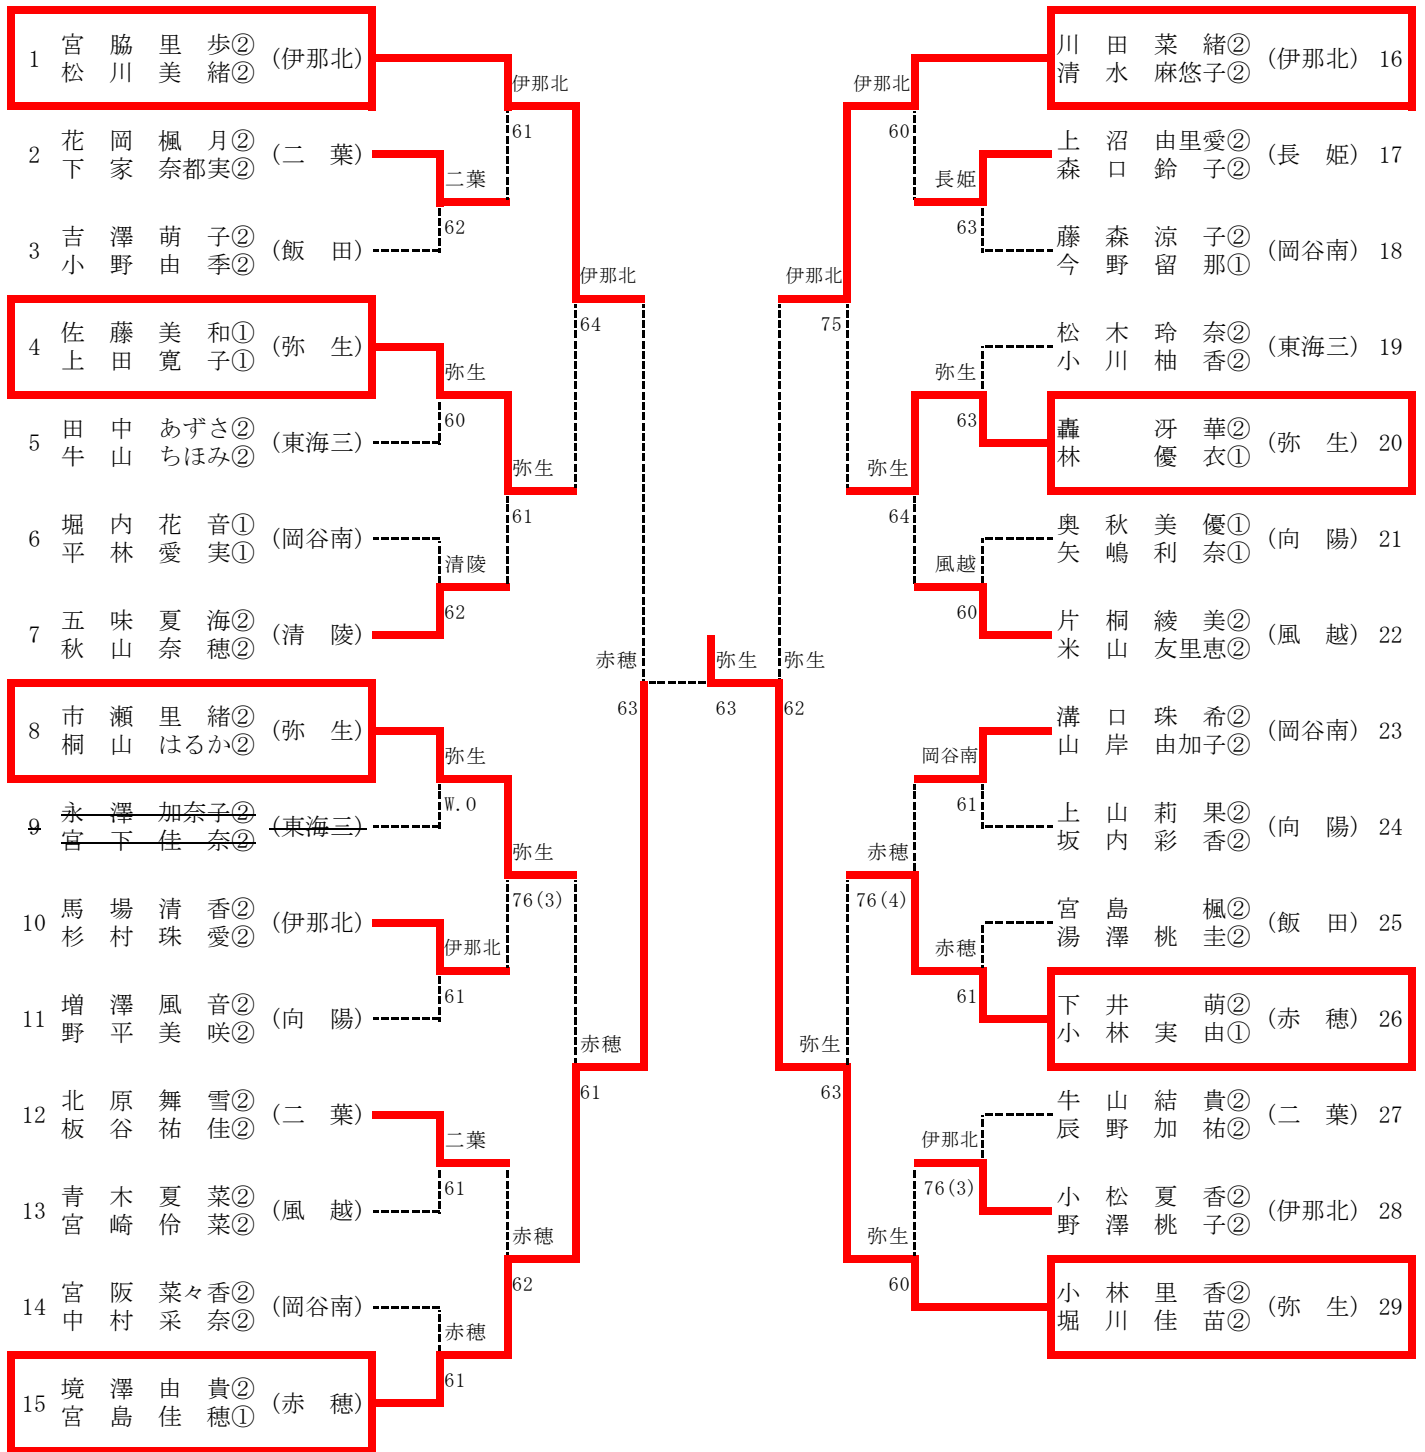 1 宮脇里歩② (伊那北)
松川美緒②
2 花岡楓月② (二葉)
下家奈都実②
3 吉澤萌子② (飯田)
小野由季②
4 佐藤美和① (弥生)
上田寛子①
5 田中あずさ② (東海三)
牛山ちほみ②
6 堀内花音① (岡谷南)
平林愛実①
7 五味夏海② (清陵)
秋山奈穂②
8 市瀬里緒② (弥生)
桐山はるか②
9 永澤加奈子② (東海三)
宮下佳奈②
10 馬場清香② (伊那北)
杉村珠愛②
11 増澤風音② (向陽)
野平美咲②
12 北原舞雪② (二葉)
板谷祐佳②
13 青木夏菜② (風越)
宮崎伶菜②
14 宮阪菜々香② (岡谷南)
中村采奈②
15 境澤由貴② (赤穂)
宮島佳穂①
二葉
62
弥生
60
清陵
62
弥生
W.O
伊那北
61
二葉
61
赤穂
61
伊那北
61
弥生
61
弥生
76(3)
赤穂
62
伊那北
64
赤穂
61
赤穂
63
弥生
63
弥生
62
伊那北
75
弥生
63
伊那北
60
弥生
64
赤穂
76(4)
弥生
60
長姫
63
弥生
63
風越
60
岡谷南
61
赤穂
61
伊那北
76(3)
川田菜緒② (伊那北) 16
清水麻悠子②
上沼由里愛② (長姫) 17
森口鈴子②
藤森涼子② (岡谷南) 18
今野留那①
松木玲奈② (東海三) 19
小川柚香②
轟冴華② (弥生) 20
林優衣①
奥秋美優① (向陽) 21
矢嶋利奈①
片桐綾美② (風越) 22
米山友里恵②
溝口珠希② (岡谷南) 23
山岸由加子②
上山莉果② (向陽) 24
坂内彩香②
宮島楓② (飯田) 25
湯澤桃圭②
下井萌② (赤穂) 26
小林実由①
牛山結貴② (二葉) 27
辰野加祐②
小松夏香② (伊那北) 28
野澤桃子②
小林里香② (弥生) 29
堀川佳苗②